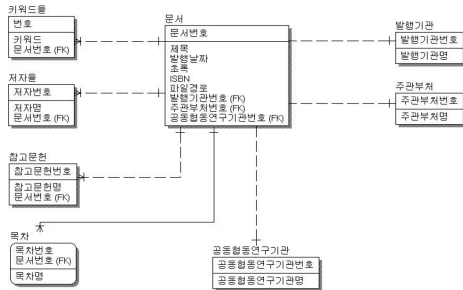 키워드들
번호
키워드
문서번호 (FK)
저자들
저자번호
저자명
문서번호 (FK)
참고문헌
참고문헌번호
참고문헌명
문서번호 (FK)
목차
목차번호
문서번호 (FK)
목차명
문서
문서번호
제목
발행날짜
초록
ISBN
파일경로
발행기관번호 (FK)
주관부처번호 (FK)
공동협동연구기관번호 (FK)
공동협동연구기관
공동협동연구기관번호
공동협동연구기관명
발행기관
발행기관번호
발행기관명
주관부처
주관부처번호
주관부처명